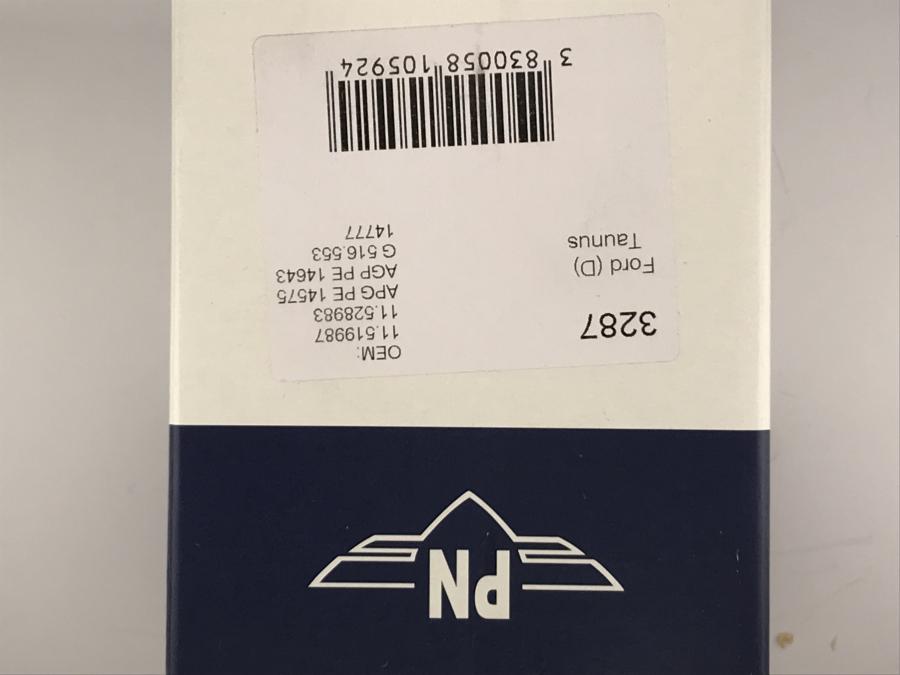 PN
3287
Ford (D)
Taunus
OEM:
11.519987
11.528983
APG PE 14575
AGP PE 14643
G 516.553
14777
3 830058 105924